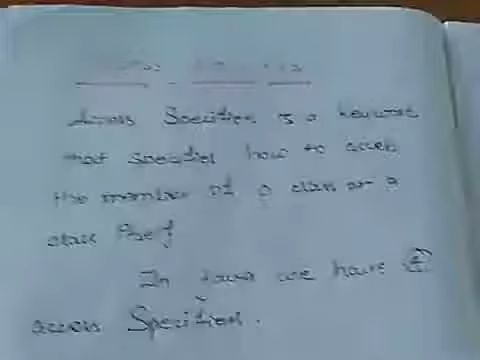 Access Specifier is a keyword
that specifies how to access
the member of a class or a
class itself
In Java we have
access Specifiers.